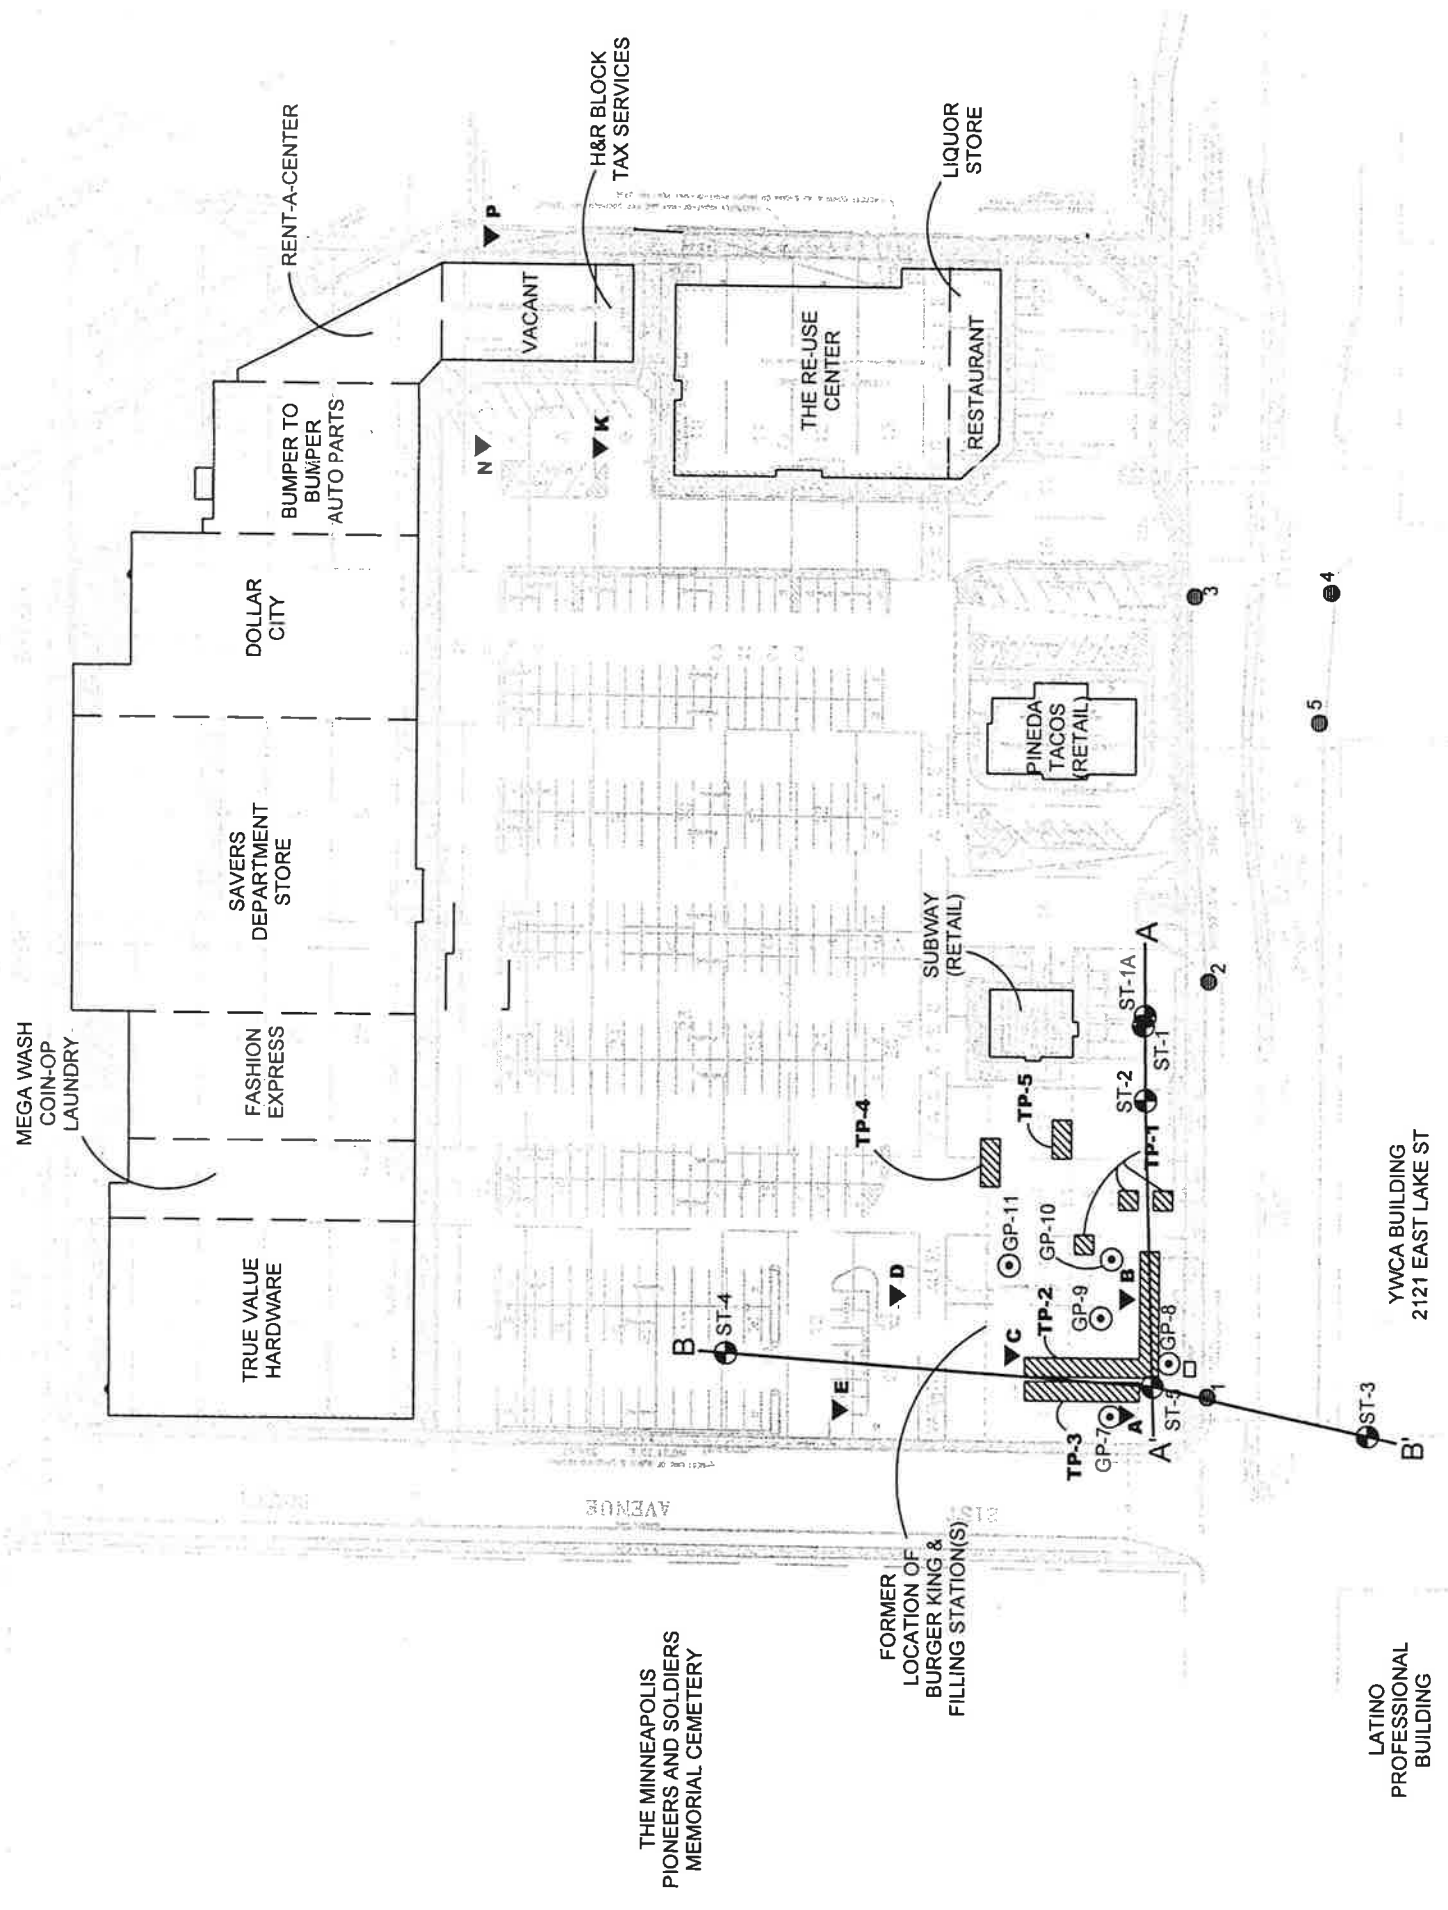 MEGA WASH
COIN-OP
LAUNDRY
TRUE VALUE
HARDWARE
FASHION
EXPRESS
SAVERS
DEPARTMENT
STORE
DOLLAR
CITY
BUMPER TO
BUMPER
AUTO PARTS
RENT-A-CENTER
VACANT
H&R BLOCK
TAX SERVICES
P
N
K
THE RE-USE
CENTER
RESTAURANT
LIQUOR
STORE
PINEDA
TACOS
(RETAIL)
SUBWAY
(RETAIL)
TP-4
TP-5
B
ST-4
E
D
C
TP-2
TP-3
GP-11
GP-10
GP-9
B
GP-8
GP-7
A
A'
ST-5
TP-1
ST-2
ST-1
ST-1A
A
1
2
3
4
5
ST-3
B'
21ST
AVENUE
FORMER
LOCATION OF
BURGER KING &
FILLING STATION(S)
THE MINNEAPOLIS
PIONEERS AND SOLDIERS
MEMORIAL CEMETERY
YWCA BUILDING
2121 EAST LAKE ST
LATINO
PROFESSIONAL
BUILDING